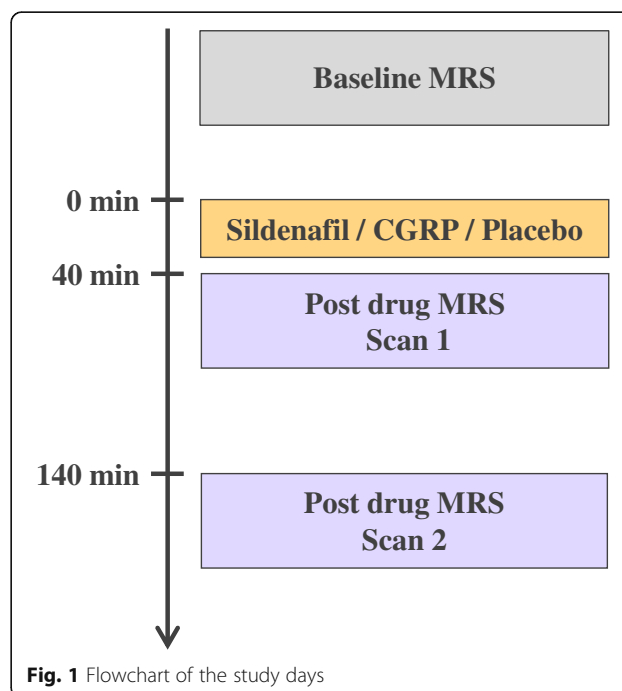 Baseline MRS
0 min
Sildenafil / CGRP / Placebo
40 min
Post drug MRS
Scan 1
140 min
Post drug MRS
Scan 2
Fig. 1 Flowchart of the study days